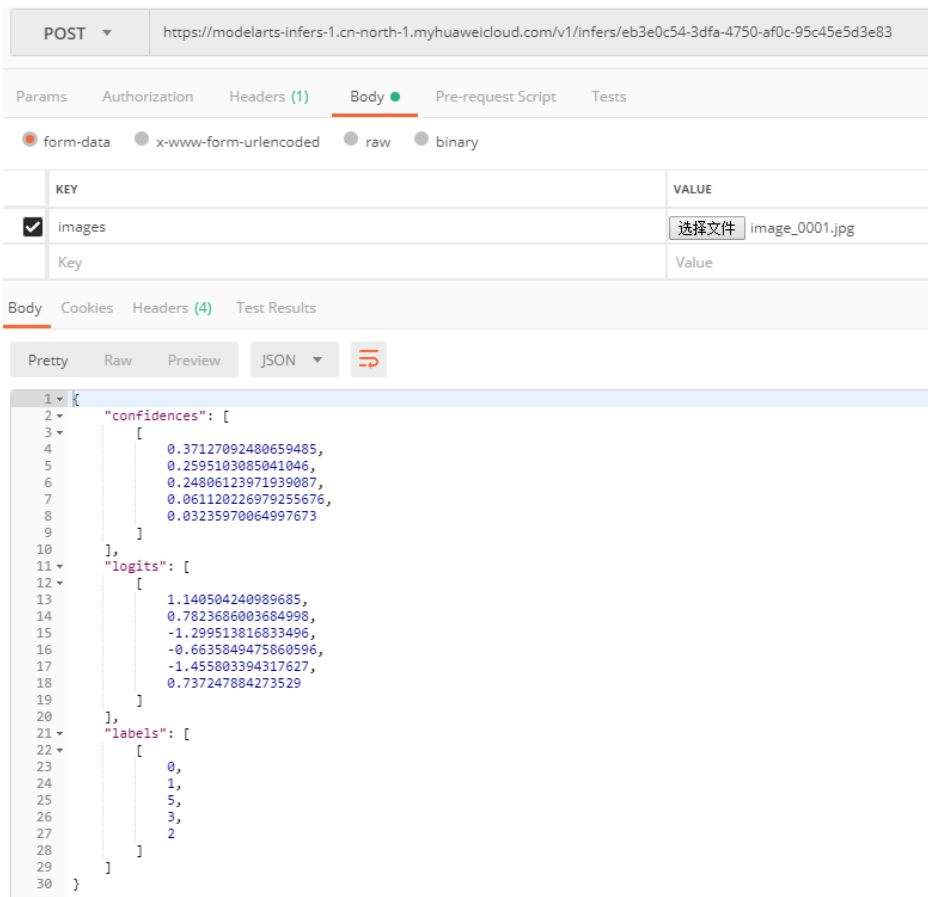 POST https://modelarts-infers-1.cn-north-1.myhuaweicloud.com/v1/infers/eb3e0c54-3dfa-4750-af0c-95c45e5d3e83
Params Authorization Headers (1) Body Pre-request Script Tests
form-data x-www-form-urlencoded raw binary
KEY VALUE
images 选择文件 image_0001.jpg
Key Value
Body Cookies Headers (4) Test Results
Pretty Raw Preview JSON
1 {
2 "confidences": [
3 [
4 0.37127092480659485,
5 0.2595103085041046,
6 0.24806123971939087,
7 0.061120226979255676,
8 0.03235970064997673
9 ]
10 ],
11 "logits": [
12 [
13 1.140504240989685,
14 0.7823686003684998,
15 -1.299513816833496,
16 -0.6635849475860596,
17 -1.455803394317627,
18 0.737247884273529
19 ]
20 ],
21 "labels": [
22 [
23 0,
24 1,
25 5,
26 3,
27 2
28 ]
29 ]
30 }